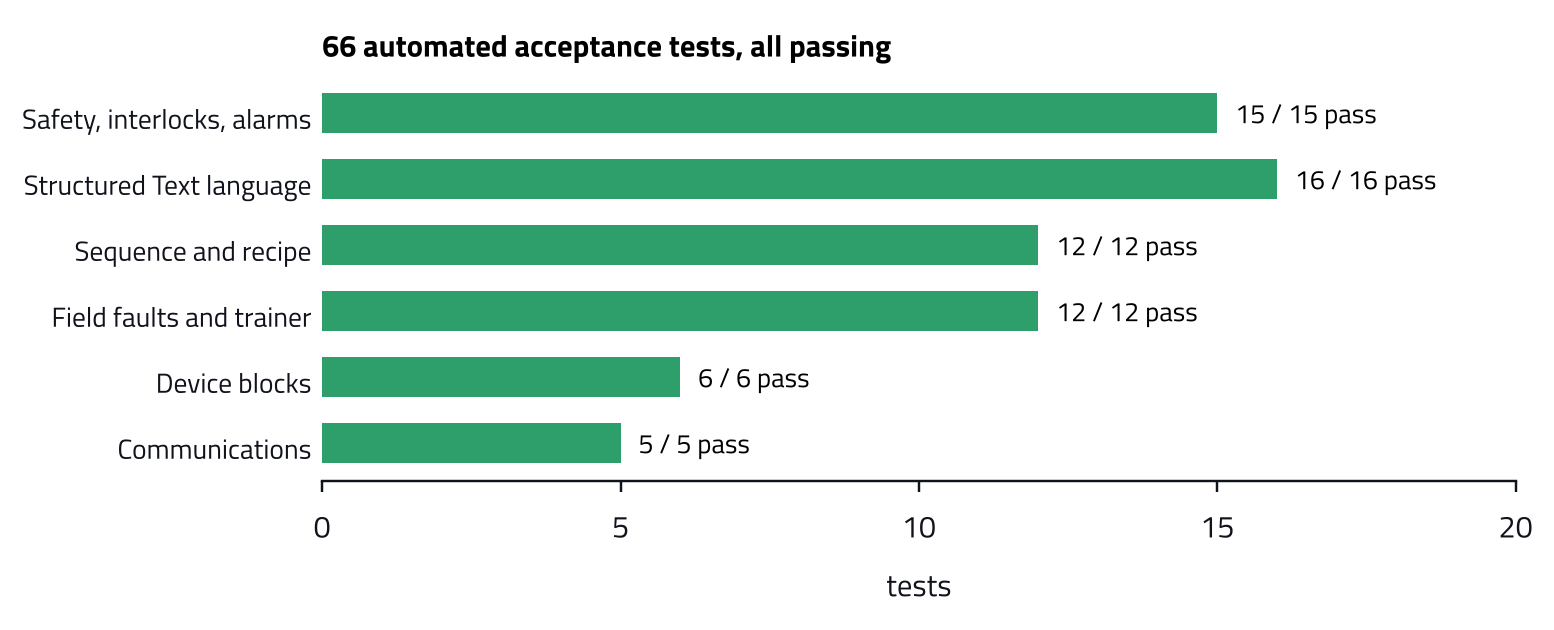 66 automated acceptance tests, all passing
Safety, interlocks, alarms 15 / 15 pass
Structured Text language 16 / 16 pass
Sequence and recipe 12 / 12 pass
Field faults and trainer 12 / 12 pass
Device blocks 6 / 6 pass
Communications 5 / 5 pass
0 5 10 15 20
tests